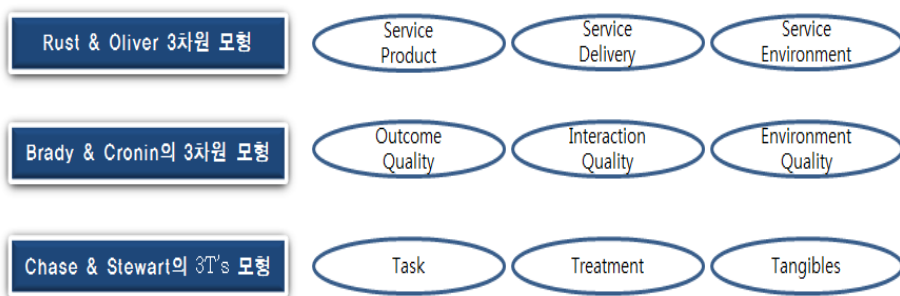 Rust & Oliver 3차원 모형
Service
Product
Service
Delivery
Service
Environment
Brady & Cronin의 3차원 모형
Outcome
Quality
Interaction
Quality
Environment
Quality
Chase & Stewart의 3T's 모형
Task
Treatment
Tangibles